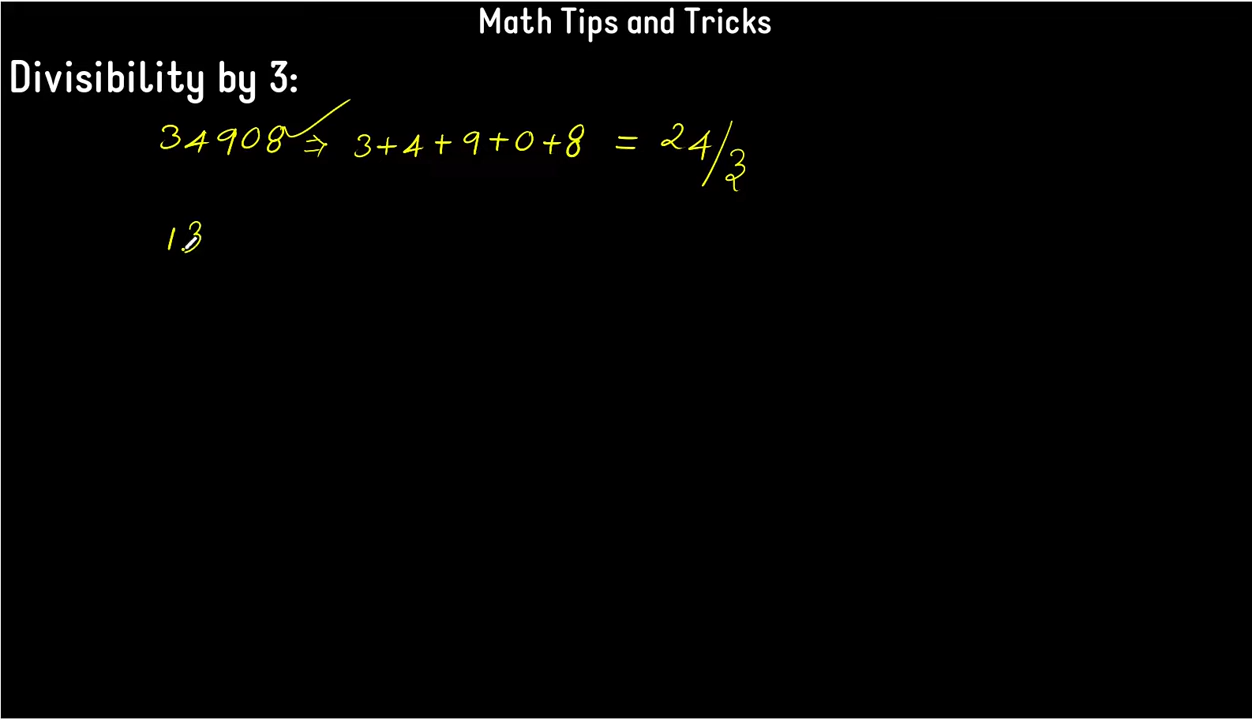 Math Tips and Tricks
Divisibility by 3:
34908 ⇒ 3+4+9+0+8 = 24/3
13